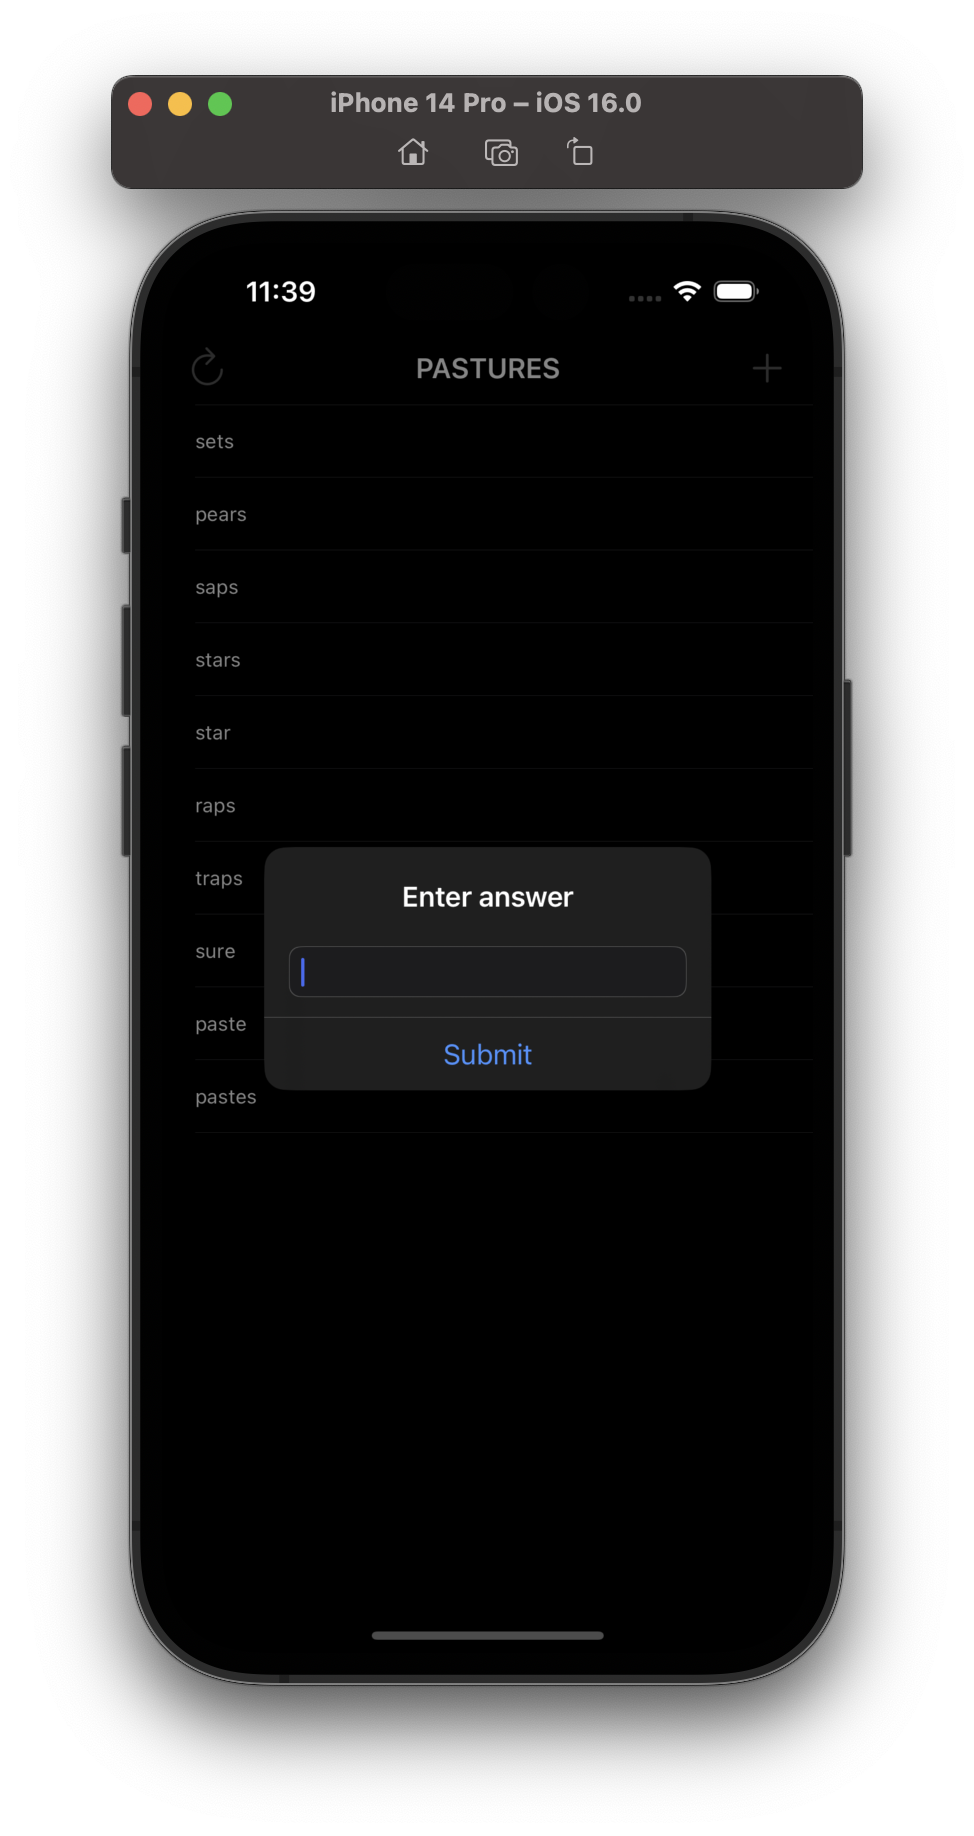 iPhone 14 Pro – iOS 16.0
11:39
PASTURES
sets
pears
saps
stars
star
raps
traps
Enter answer
sure
paste
Submit
pastes